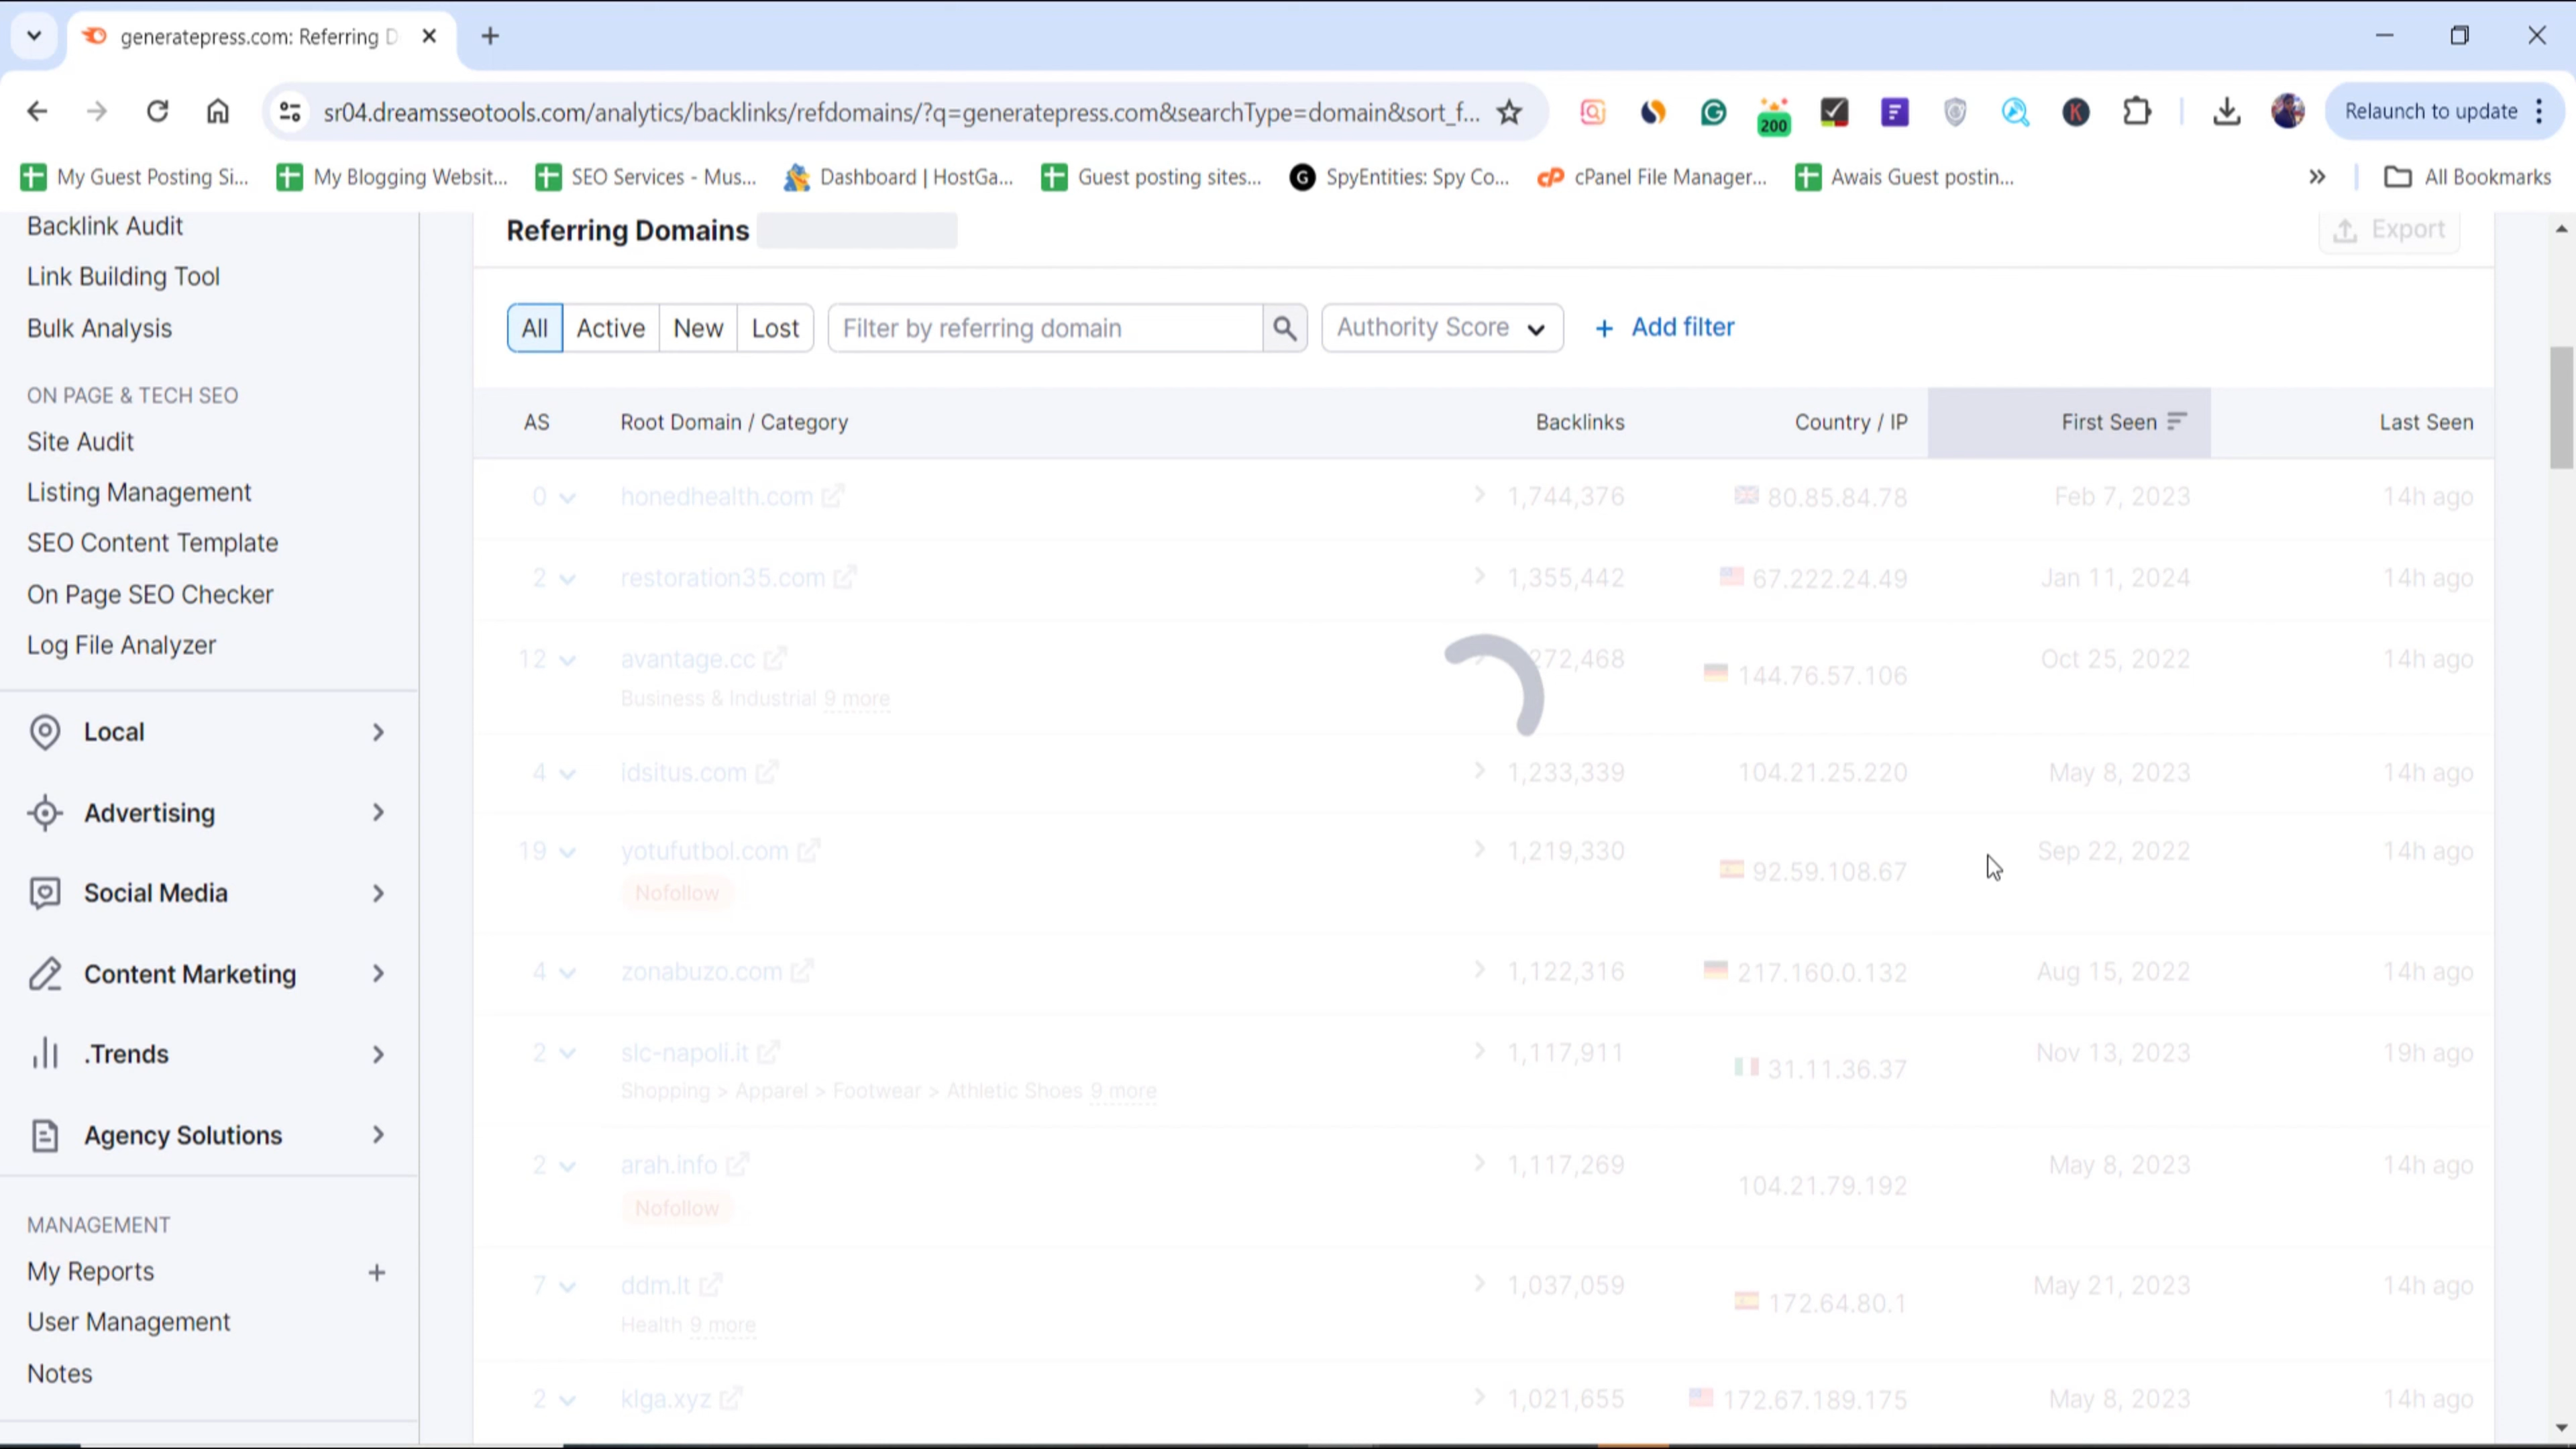 generatepress.com: Referring D
sr04.dreamsseotools.com/analytics/backlinks/refdomains/?q=generatepress.com&searchType=domain&sort_f...
200
Relaunch to update
My Guest Posting Si...
My Blogging Websit...
SEO Services - Mus...
Dashboard | HostGa...
Guest posting sites...
SpyEntities: Spy Co...
cPanel File Manager...
Awais Guest postin...
All Bookmarks
Backlink Audit
Link Building Tool
Bulk Analysis
ON PAGE & TECH SEO
Site Audit
Listing Management
SEO Content Template
On Page SEO Checker
Log File Analyzer
Local
Advertising
Social Media
Content Marketing
.Trends
Agency Solutions
MANAGEMENT
My Reports
User Management
Notes
Referring Domains
Export
All Active New Lost Filter by referring domain Authority Score + Add filter
AS Root Domain / Category Backlinks Country / IP First Seen Last Seen
0 honedhealth.com 1,744,376 80.85.84.78 Feb 7, 2023 14h ago
2 restoration35.com 1,355,442 67.222.24.49 Jan 11, 2024 14h ago
12 avantage.cc 272,468 144.76.57.106 Oct 25, 2022 14h ago
Business & Industrial 9 more
4 idsitus.com 1,233,339 104.21.25.220 May 8, 2023 14h ago
19 yotufutbol.com 1,219,330 92.59.108.67 Sep 22, 2022 14h ago
Nofollow
4 zonabuzo.com 1,122,316 217.160.0.132 Aug 15, 2022 14h ago
2 slc-napoli.it 1,117,911 31.11.36.37 Nov 13, 2023 19h ago
Shopping > Apparel > Footwear > Athletic Shoes 9 more
2 arah.info 1,117,269 104.21.79.192 May 8, 2023 14h ago
Nofollow
7 ddm.lt 1,037,059 172.64.80.1 May 21, 2023 14h ago
Health 9 more
2 klga.xyz 1,021,655 172.67.189.175 May 8, 2023 14h ago